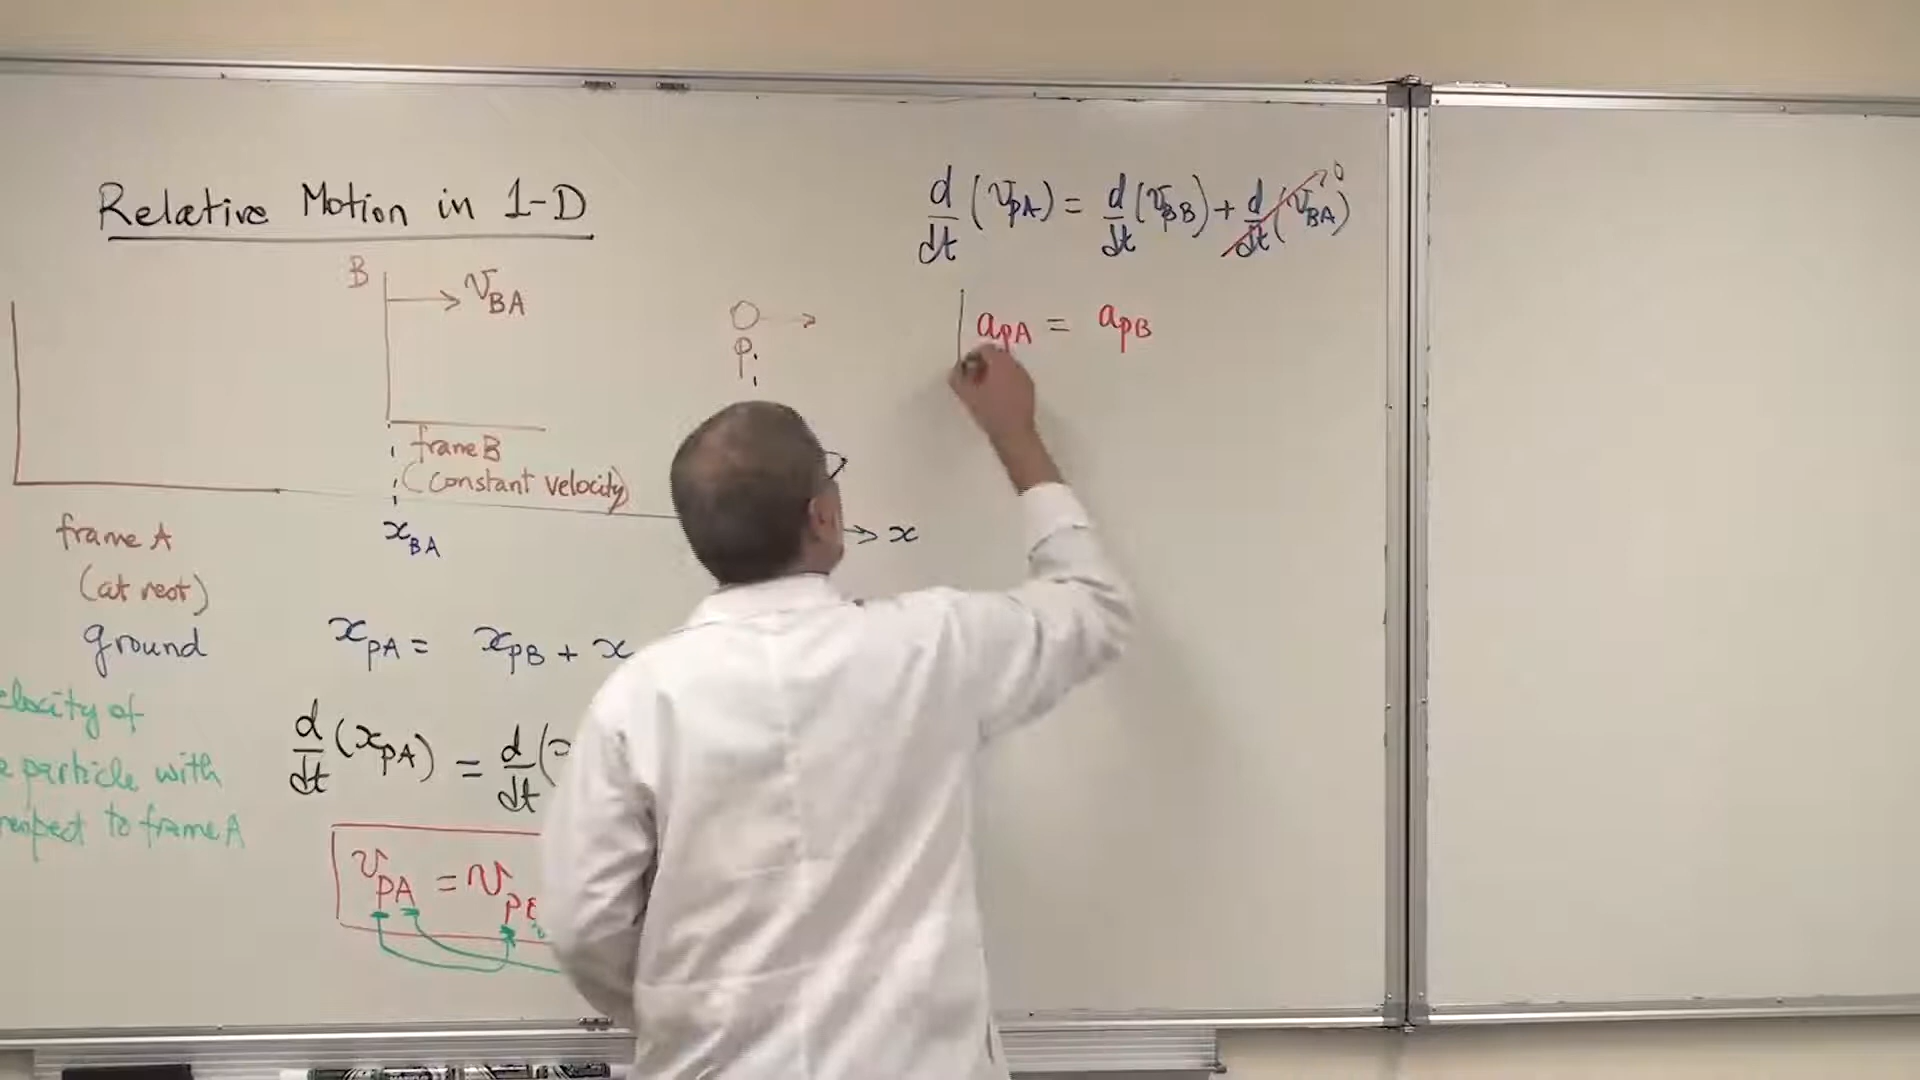 Relative Motion in 1-D
B
v_BA
P
frame B
(constant velocity)
x_BA
x
frame A
(at rest)
ground
x_PA = x_PB + x
elocity of
e particle with
respect to frame A
d/dt (x_PA) = d/dt (
v_PA = v_PB
d/dt (v_PA) = d/dt (v_PB) + d/dt (v_BA) 0
a_PA = a_PB